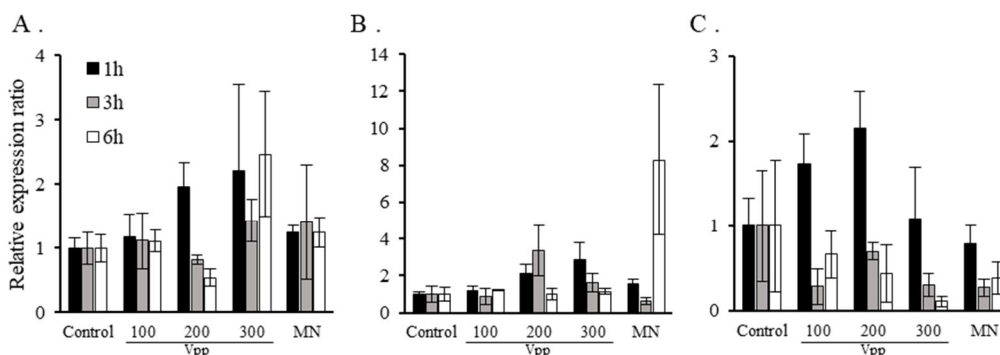 A .
Relative expression ratio
4
3
2
1
0
1h
3h
6h
Control 100 200 300 MN
Vpp
B .
14
12
10
8
6
4
2
0
Control 100 200 300 MN
Vpp
C .
3
2
1
0
Control 100 200 300 MN
Vpp